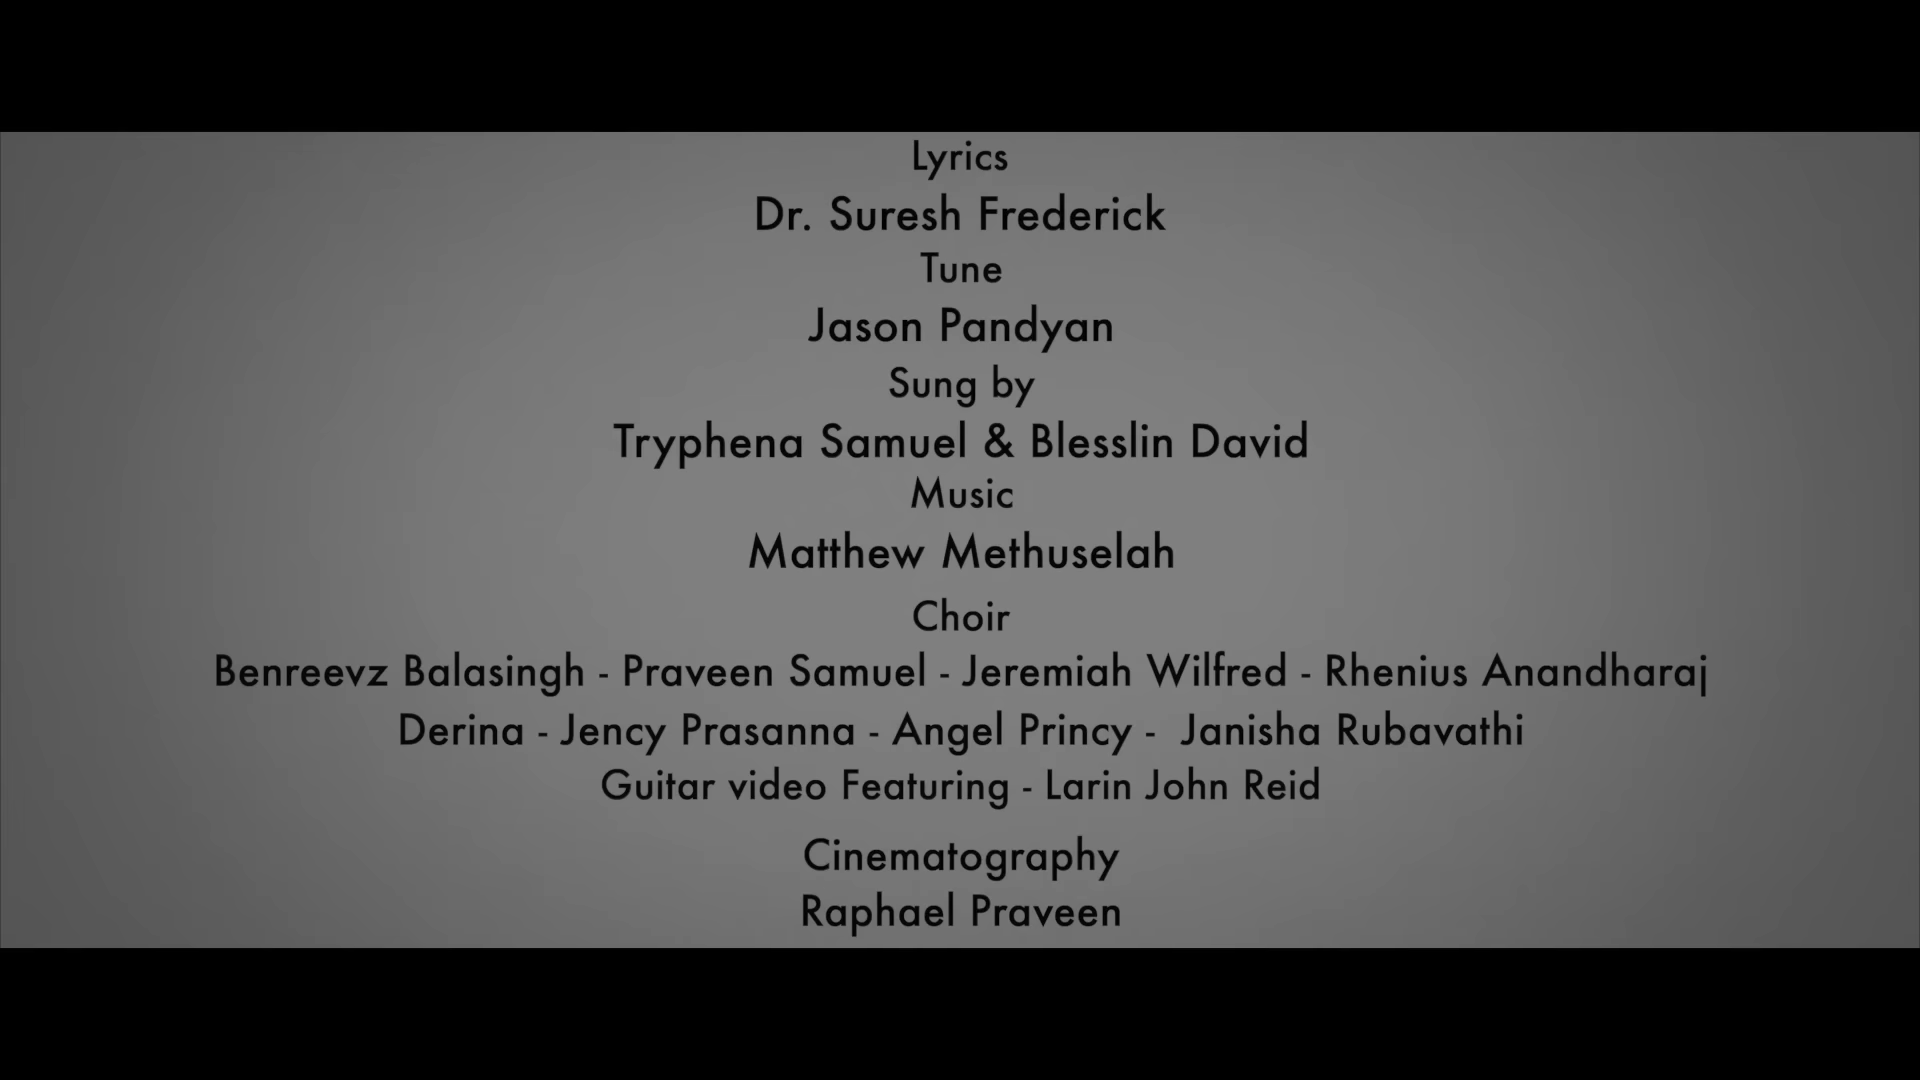 Lyrics
Dr. Suresh Frederick
Tune
Jason Pandyan
Sung by
Tryphena Samuel & Blesslin David
Music
Matthew Methuselah
Choir
Benreevz Balasingh - Praveen Samuel - Jeremiah Wilfred - Rhenius Anandharaj
Derina - Jency Prasanna - Angel Princy -  Janisha Rubavathi
Guitar video Featuring - Larin John Reid
Cinematography
Raphael Praveen